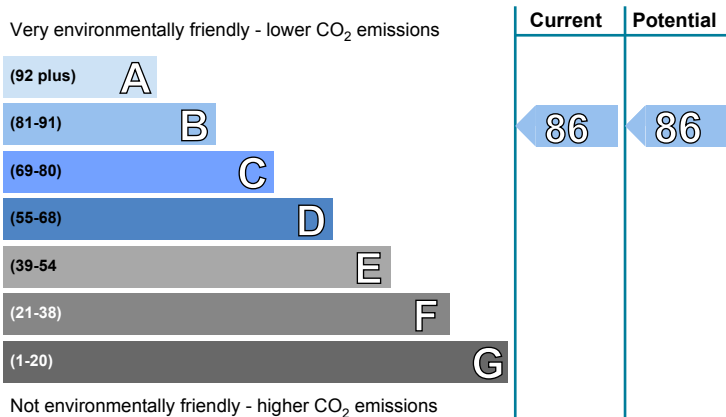 Very environmentally friendly - lower CO2 emissions
Current
Potential
(92 plus) A
(81-91) B
86
86
(69-80) C
(55-68) D
(39-54 E
(21-38) F
(1-20) G
Not environmentally friendly - higher CO2 emissions